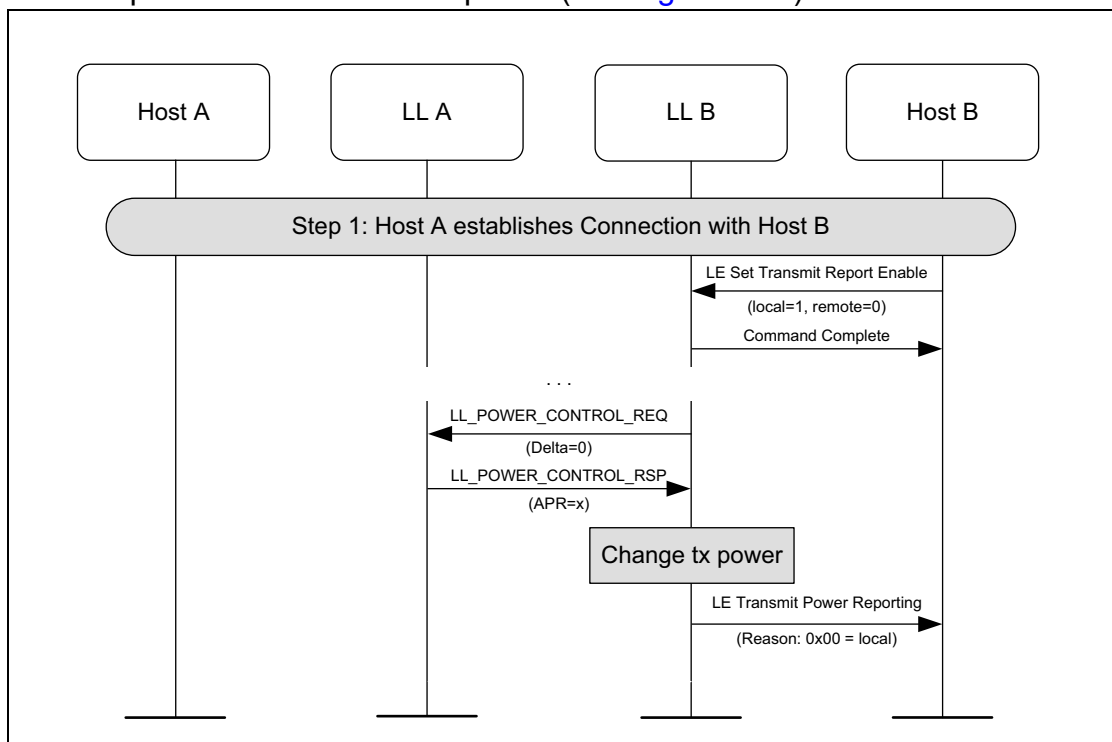 Host A
LL A
LL B
Host B
Step 1: Host A establishes Connection with Host B
LE Set Transmit Report Enable
(local=1, remote=0)
Command Complete
. . .
LL_POWER_CONTROL_REQ
(Delta=0)
LL_POWER_CONTROL_RSP
(APR=x)
Change tx power
LE Transmit Power Reporting
(Reason: 0x00 = local)